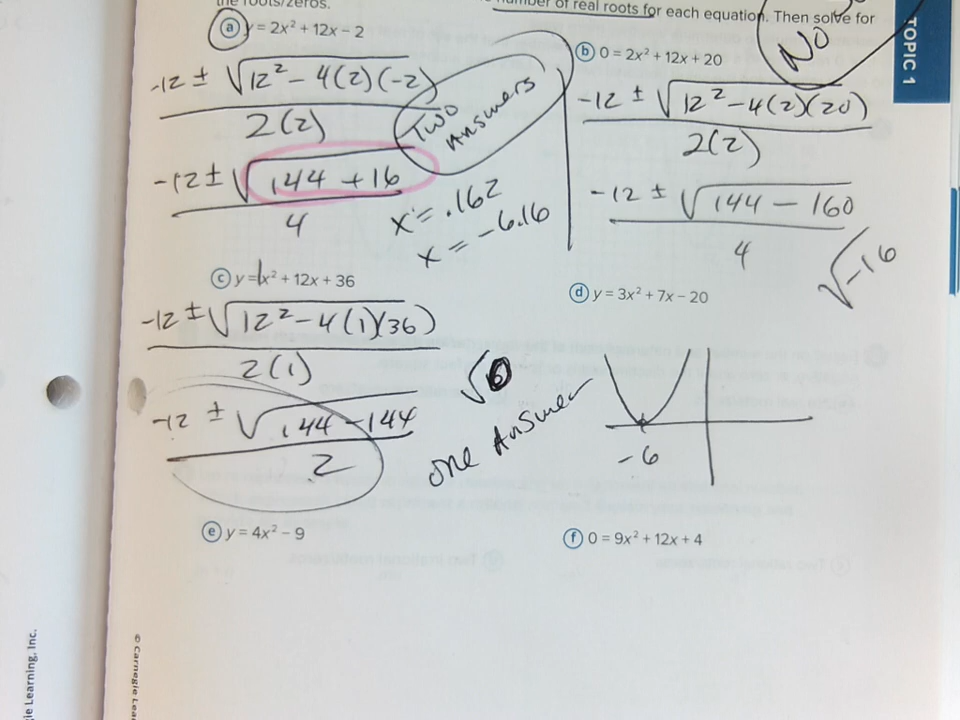 the roots/zeros.
number of real roots for each equation. Then solve for
ⓐ y = 2x² + 12x − 2
-12 ± √12² - 4(2)(-2)
2(2)
Two
Answers
-12 ± √144 + 16
4
x = .162
x = -6.16
ⓑ 0 = 2x² + 12x + 20
No
-12 ± √12² - 4(2)(20)
2(2)
-12 ± √144 - 160
4
√-16
ⓒ y = 1x² + 12x + 36
-12 ± √12² - 4(1)(36)
2(1)
-12 ± √144 - 144
2
√0
one Answer
ⓓ y = 3x² + 7x − 20
-6
ⓔ y = 4x² − 9
ⓕ 0 = 9x² + 12x + 4
TOPIC 1
ie Learning, Inc.
© Carnegie Lear